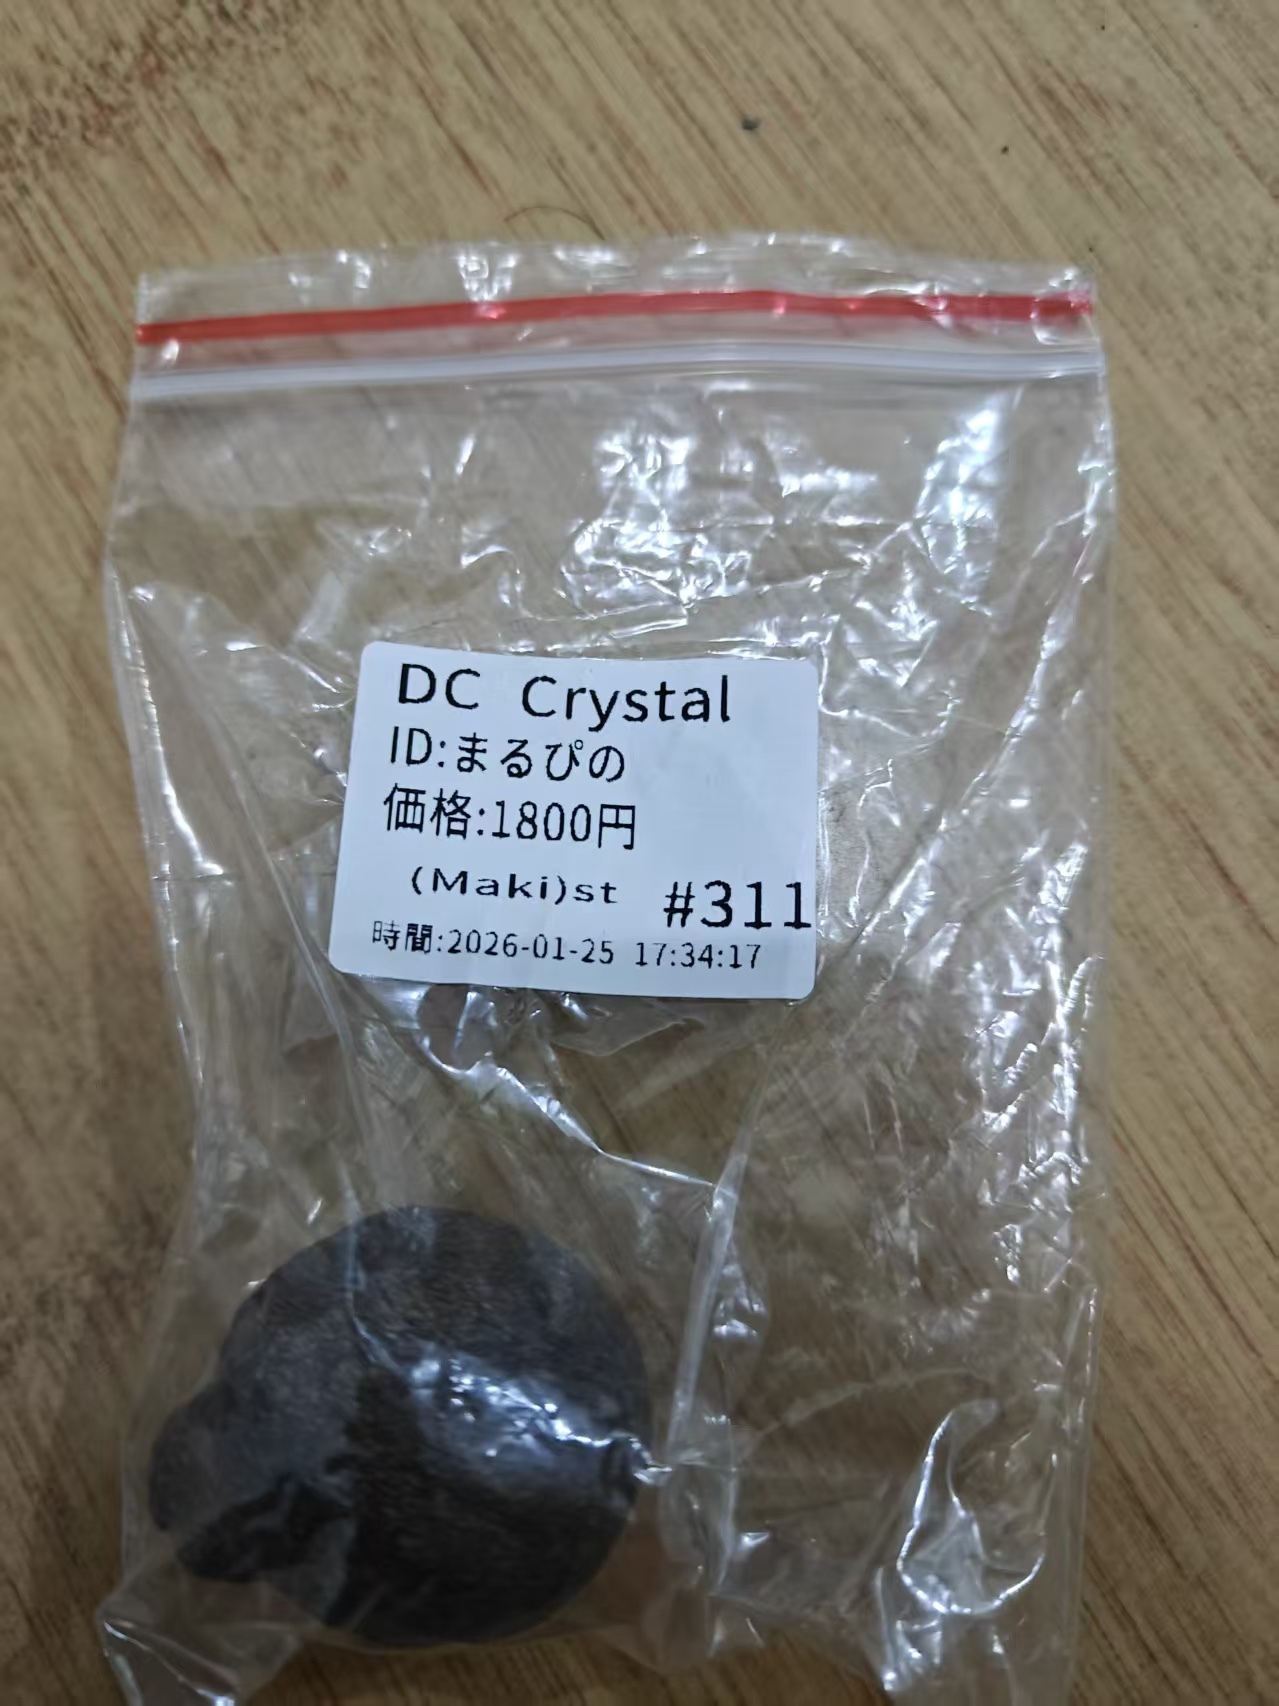 DC Crystal
ID:まるぴの
価格:1800円
(Maki)st #311
時間:2026-01-25 17:34:17